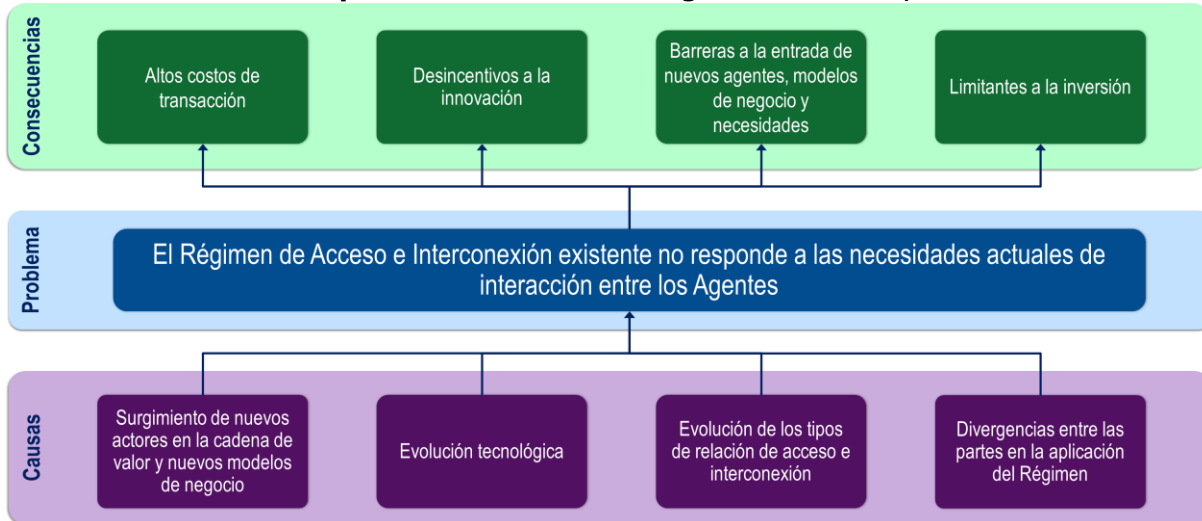 Consecuencias
Altos costos de
transacción
Desincentivos a la
innovación
Barreras a la entrada de
nuevos agentes, modelos
de negocio y
necesidades
Limitantes a la inversión
Problema
El Régimen de Acceso e Interconexión existente no responde a las necesidades actuales de
interacción entre los Agentes
Causas
Surgimiento de nuevos
actores en la cadena de
valor y nuevos modelos
de negocio
Evolución tecnológica
Evolución de los tipos
de relación de acceso e
interconexión
Divergencias entre las
partes en la aplicación
del Régimen